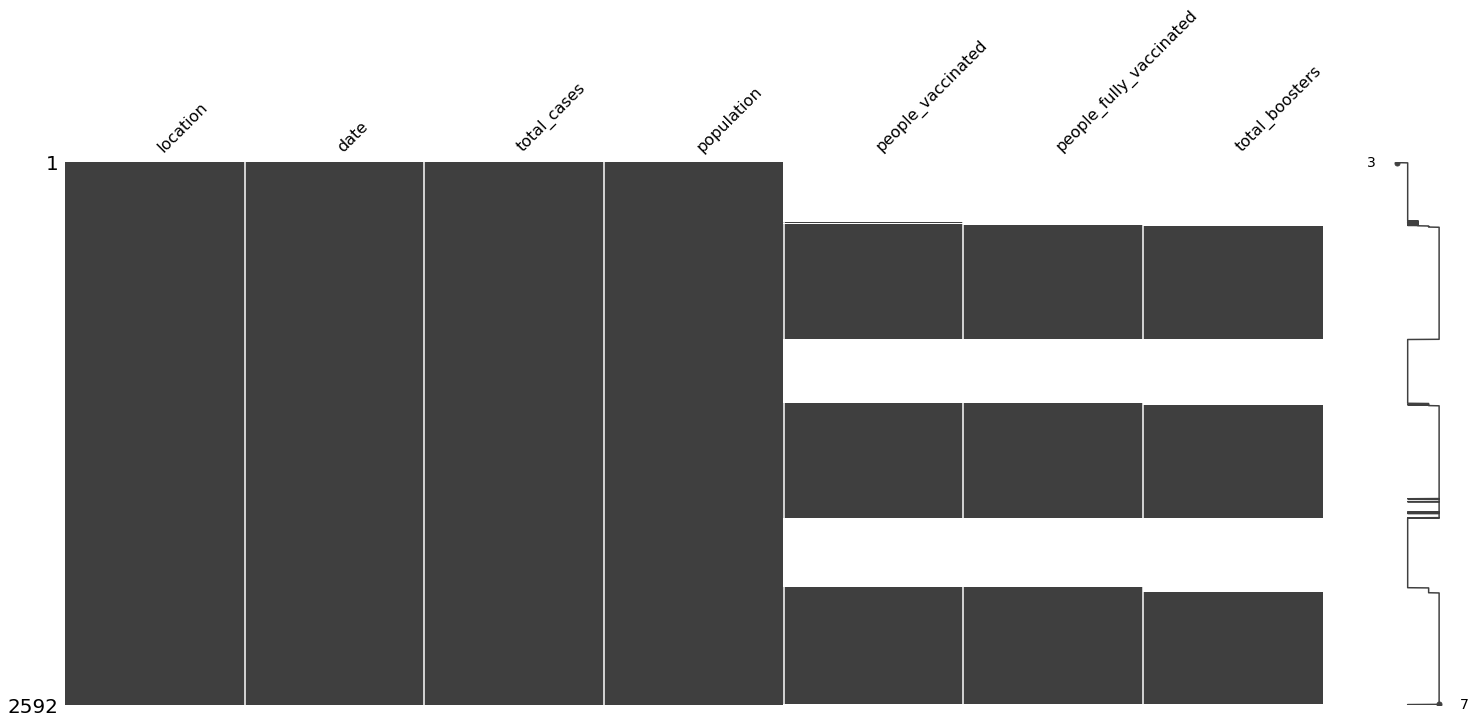 location
date
total_cases
population
people_vaccinated
people_fully_vaccinated
total_boosters
1
3
2592
7